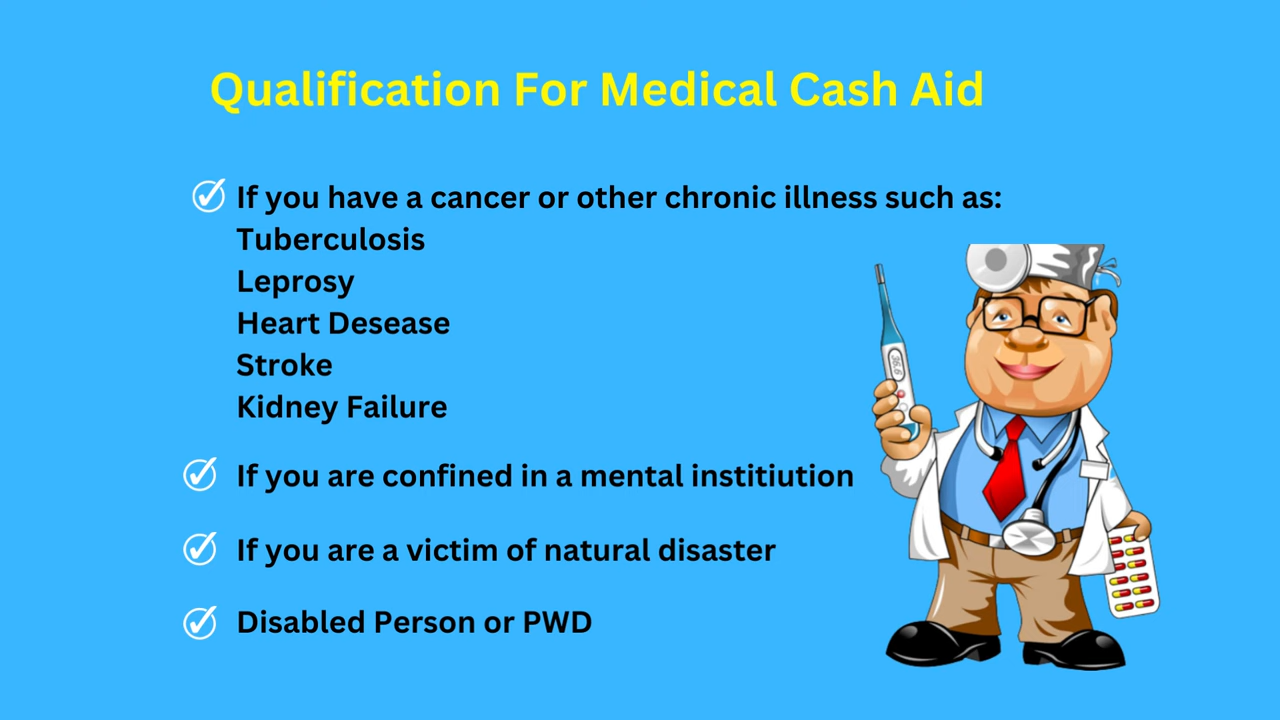 Qualification For Medical Cash Aid
If you have a cancer or other chronic illness such as:
Tuberculosis
Leprosy
Heart Desease
Stroke
Kidney Failure
If you are confined in a mental institiution
If you are a victim of natural disaster
Disabled Person or PWD
36.6